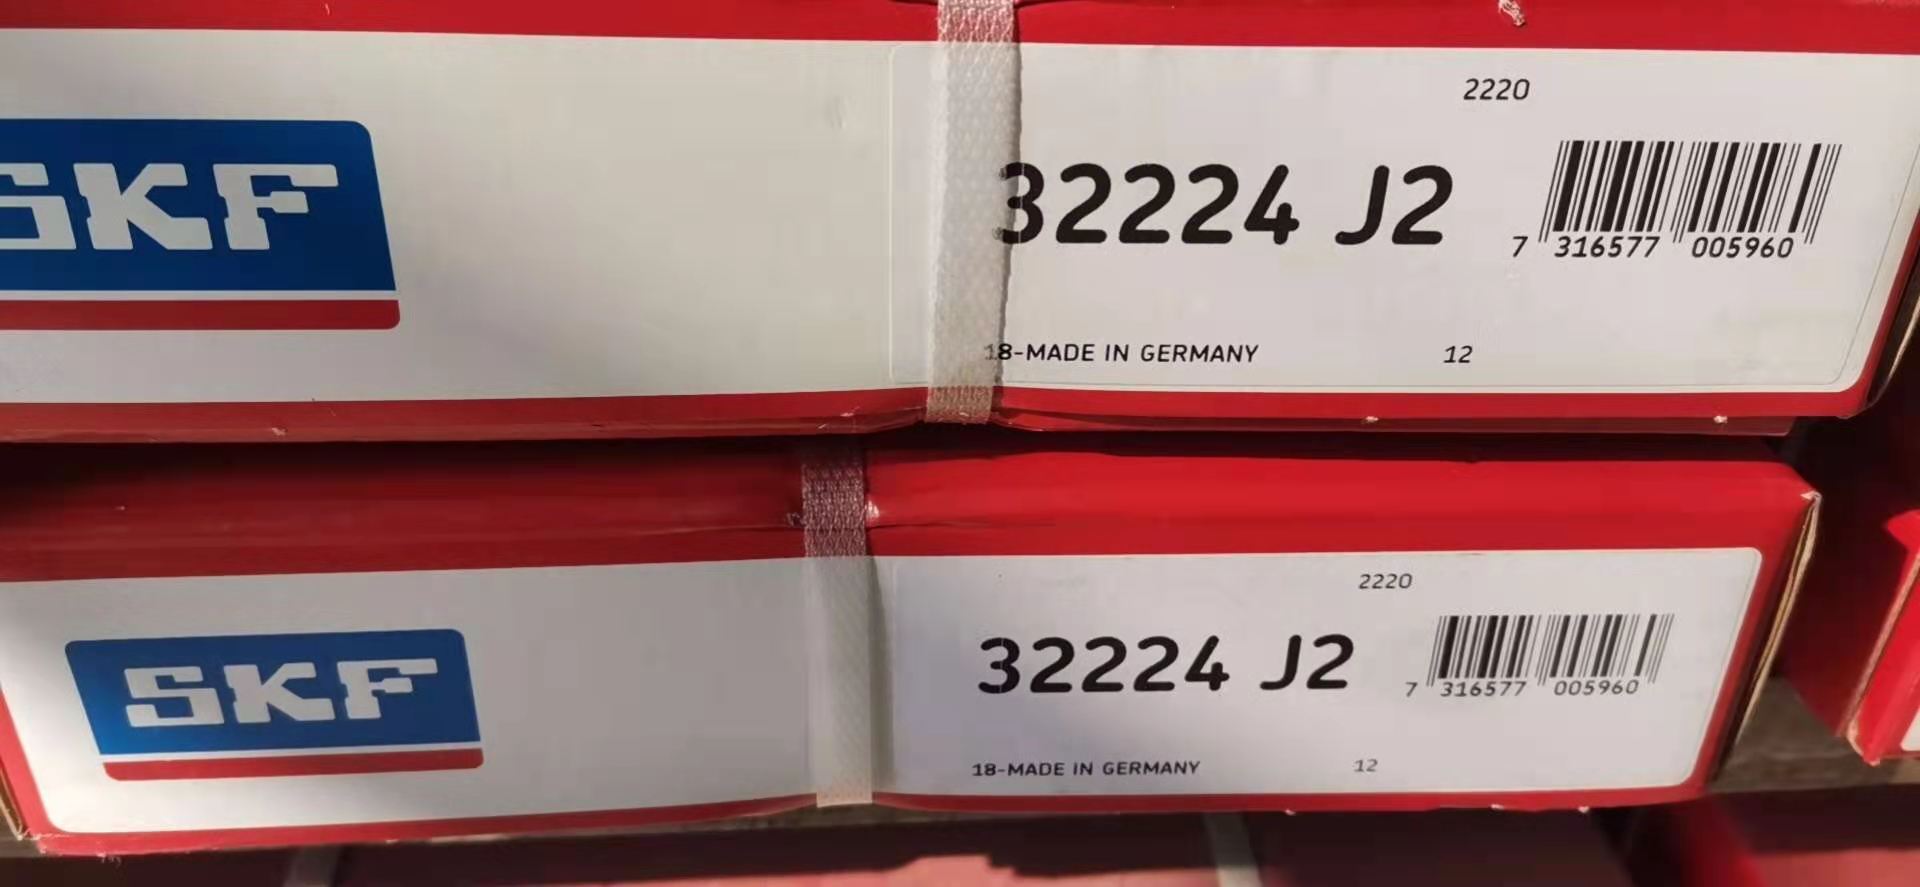 SKF
2220
32224 J2
7 316577 005960
18-MADE IN GERMANY
12
SKF
2220
32224 J2
7 316577 005960
18-MADE IN GERMANY
12